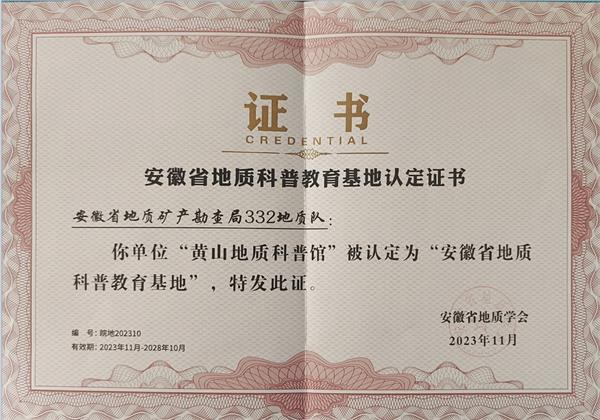 证书
CREDENTIAL
安徽省地质科普教育基地认定证书
安徽省地质矿产勘查局332地质队：
你单位“黄山地质科普馆”被认定为“安徽省地质
科普教育基地”，特发此证。
编 号：皖地202310
有效期：2023年11月-2028年10月
安徽省地质学会
2023年11月